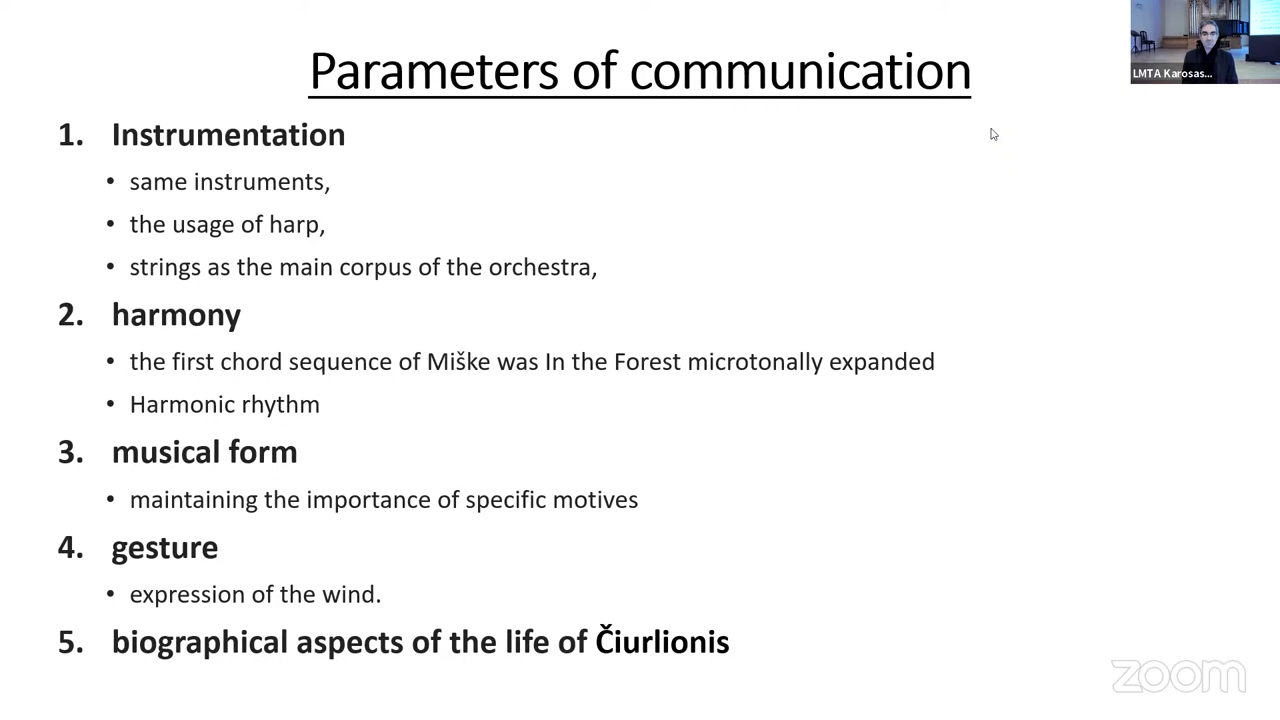 Parameters of communication
LMTA Karosas...
1. Instrumentation
• same instruments,
• the usage of harp,
• strings as the main corpus of the orchestra,
2. harmony
• the first chord sequence of Miške was In the Forest microtonally expanded
• Harmonic rhythm
3. musical form
• maintaining the importance of specific motives
4. gesture
• expression of the wind.
5. biographical aspects of the life of Čiurlionis
zoom